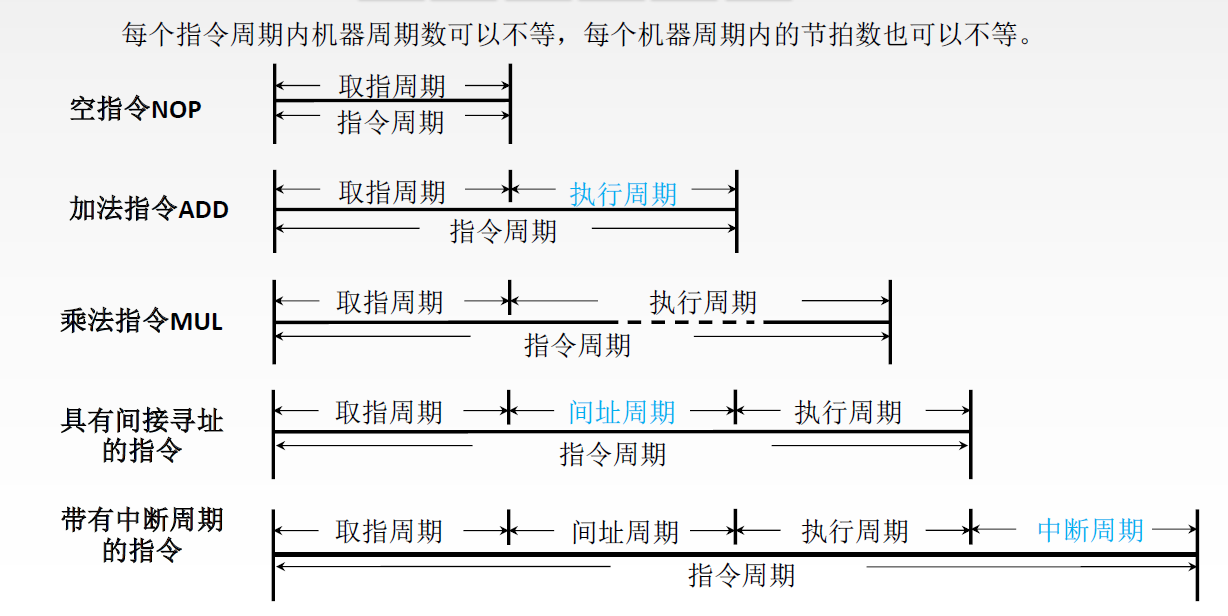 每个指令周期内机器周期数可以不等，每个机器周期内的节拍数也可以不等。
空指令NOP
取指周期
指令周期
加法指令ADD
取指周期 执行周期
指令周期
乘法指令MUL
取指周期 执行周期
指令周期
具有间接寻址
的指令
取指周期 间址周期 执行周期
指令周期
带有中断周期
的指令
取指周期 间址周期 执行周期 中断周期
指令周期